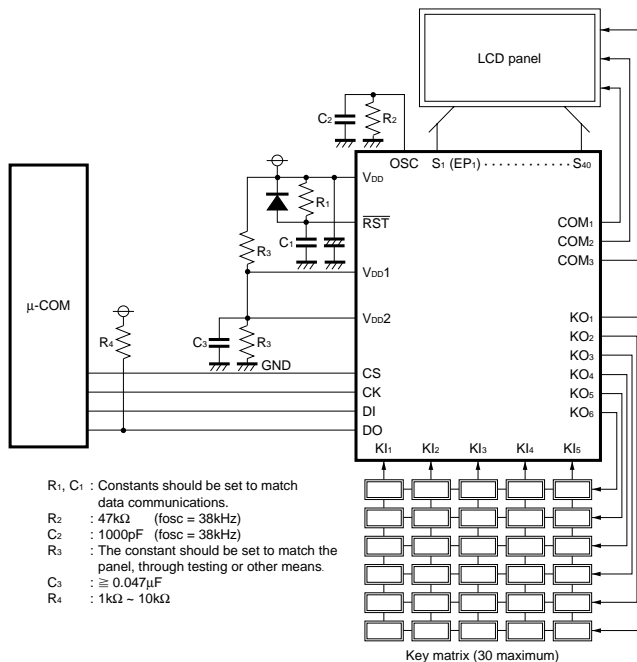 LCD panel
C2
R2
OSC S1 (EP1) · · · · · · · · · · · · S40
VDD
R1
RST
C1
R3
VDD1
COM1
COM2
COM3
μ-COM
R4
C3
R3
VDD2
GND
CS
CK
DI
DO
KO1
KO2
KO3
KO4
KO5
KO6
KI1 KI2 KI3 KI4 KI5
R1, C1 : Constants should be set to match
data communications.
R2 : 47kΩ (fosc = 38kHz)
C2 : 1000pF (fosc = 38kHz)
R3 : The constant should be set to match the
panel, through testing or other means.
C3 : ≧ 0.047μF
R4 : 1kΩ ~ 10kΩ
Key matrix (30 maximum)